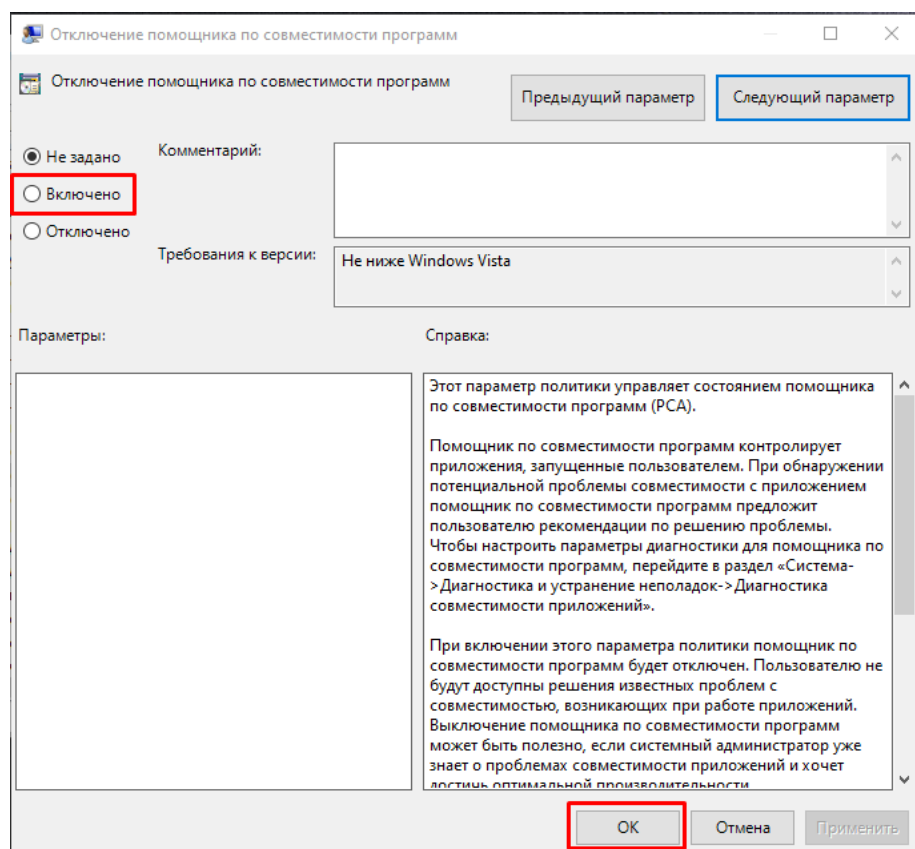 Отключение помощника по совместимости программ
Отключение помощника по совместимости программ
Предыдущий параметр
Следующий параметр
Не задано
Включено
Отключено
Комментарий:
Требования к версии:
Не ниже Windows Vista
Параметры:
Справка:
Этот параметр политики управляет состоянием помощника
по совместимости программ (PCA).
Помощник по совместимости программ контролирует
приложения, запущенные пользователем. При обнаружении
потенциальной проблемы совместимости с приложением
помощник по совместимости программ предложит
пользователю рекомендации по решению проблемы.
Чтобы настроить параметры диагностики для помощника по
совместимости программ, перейдите в раздел «Система-
>Диагностика и устранение неполадок->Диагностика
совместимости приложений».
При включении этого параметра политики помощник по
совместимости программ будет отключен. Пользователю не
будут доступны решения известных проблем с
совместимостью, возникающих при работе приложений.
Выключение помощника по совместимости программ
может быть полезно, если системный администратор уже
знает о проблемах совместимости приложений и хочет
достичь оптимальной производительности
ОК
Отмена
Применить